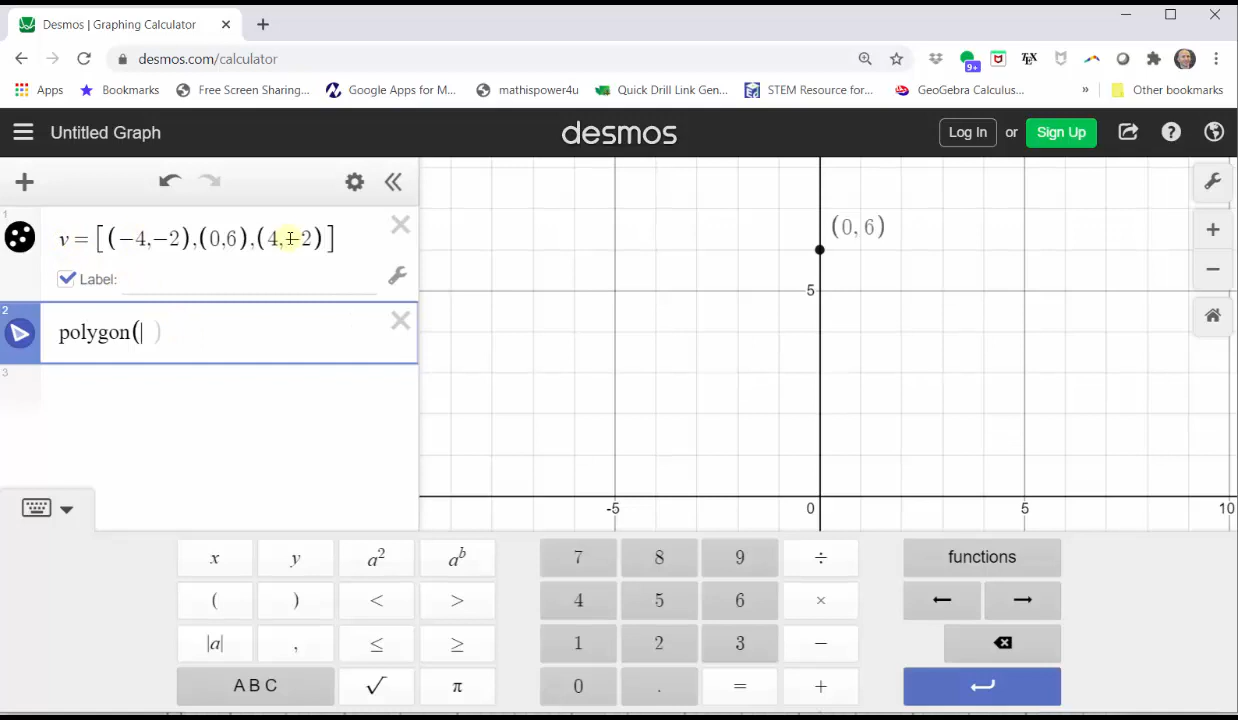 Desmos | Graphing Calculator
desmos.com/calculator
9+
TEX
Apps Bookmarks Free Screen Sharing... Google Apps for M... mathispower4u Quick Drill Link Gen... STEM Resource for... GeoGebra Calculus... » Other bookmarks
Untitled Graph desmos Log In or Sign Up
1
v = [(−4,−2),(0,6),(4,−2)]
Label:
2
polygon( )
3
(0, 6)
5
-5 0 5 10
x y a² aᵇ 7 8 9 ÷ functions
( ) < > 4 5 6 × ← →
|a| , ≤ ≥ 1 2 3 −
A B C √ π 0 . = +